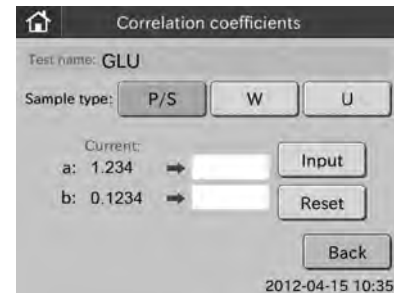 Correlation coefficients
Test name: GLU
Sample type: P/S W U
Current:
a: 1.234 Input
b: 0.1234 Reset
Back
2012-04-15 10:35